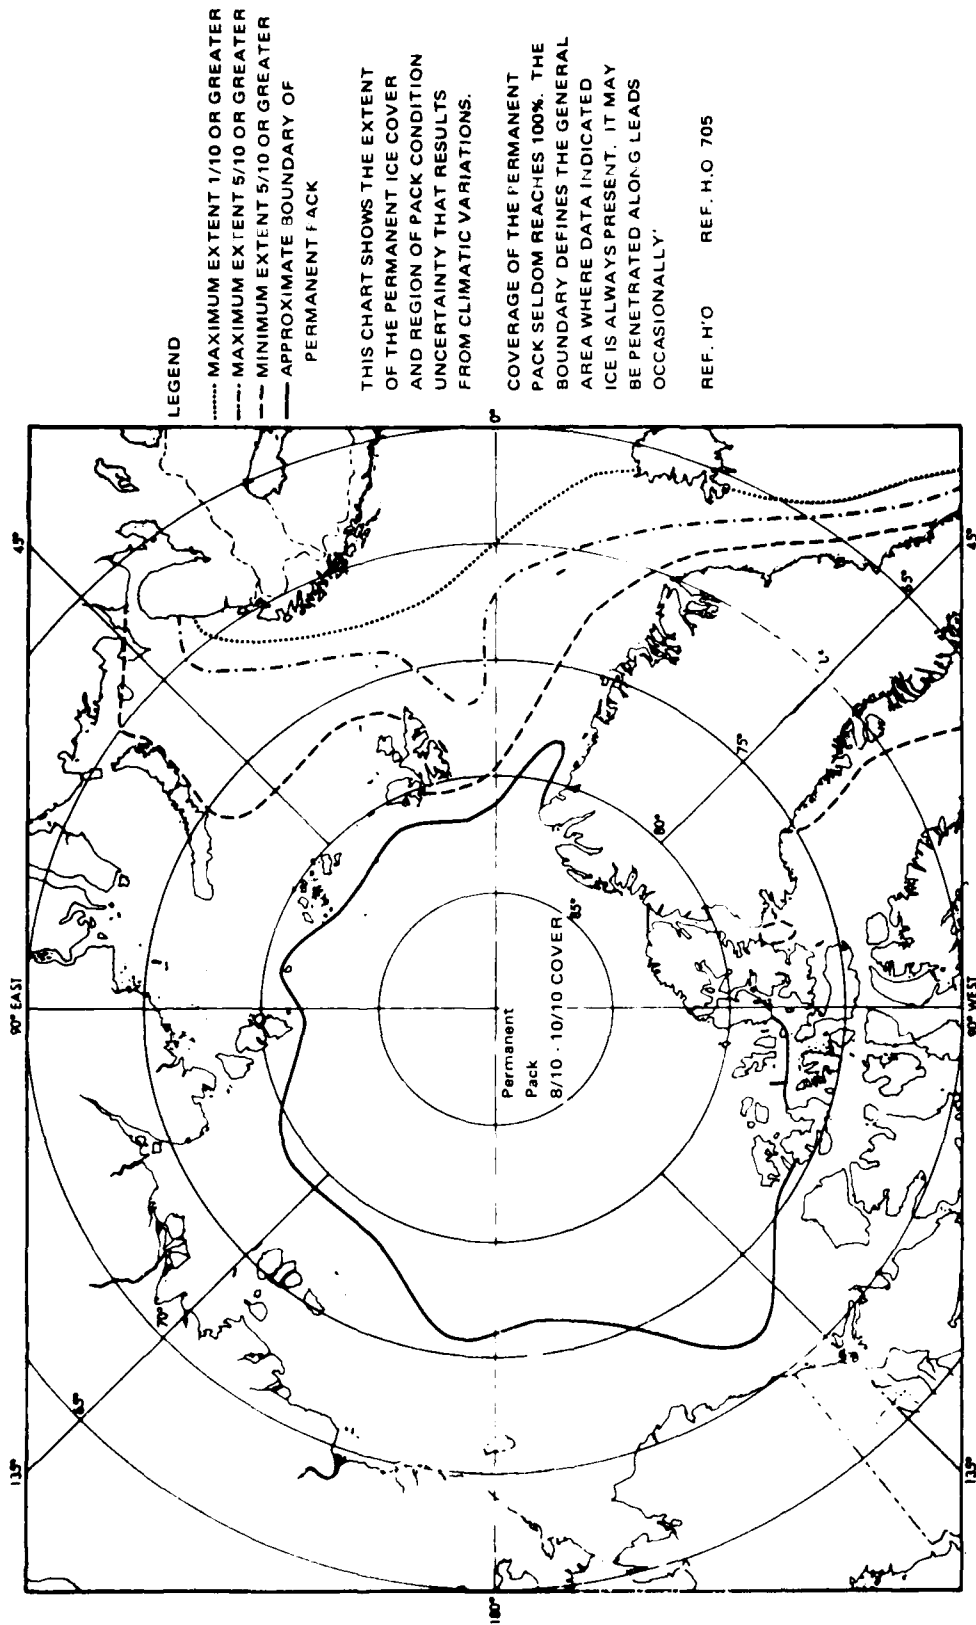 LEGEND
MAXIMUM EXTENT 1/10 OR GREATER
MAXIMUM EXTENT 5/10 OR GREATER
MINIMUM EXTENT 5/10 OR GREATER
APPROXIMATE BOUNDARY OF
PERMANENT PACK
THIS CHART SHOWS THE EXTENT
OF THE PERMANENT ICE COVER
AND REGION OF PACK CONDITION
UNCERTAINTY THAT RESULTS
FROM CLIMATIC VARIATIONS.
COVERAGE OF THE PERMANENT
PACK SELDOM REACHES 100%. THE
BOUNDARY DEFINES THE GENERAL
AREA WHERE DATA INDICATED
ICE IS ALWAYS PRESENT. IT MAY
BE PENETRATED ALONG LEADS
OCCASIONALLY'
REF. H'O REF. H.O 705
135°
90° EAST
45°
65°
70°
180°
0°
Permanent
Pack
8/10 - 10/10 COVER
85°
80°
75°
65°
135°
90° WEST
45°